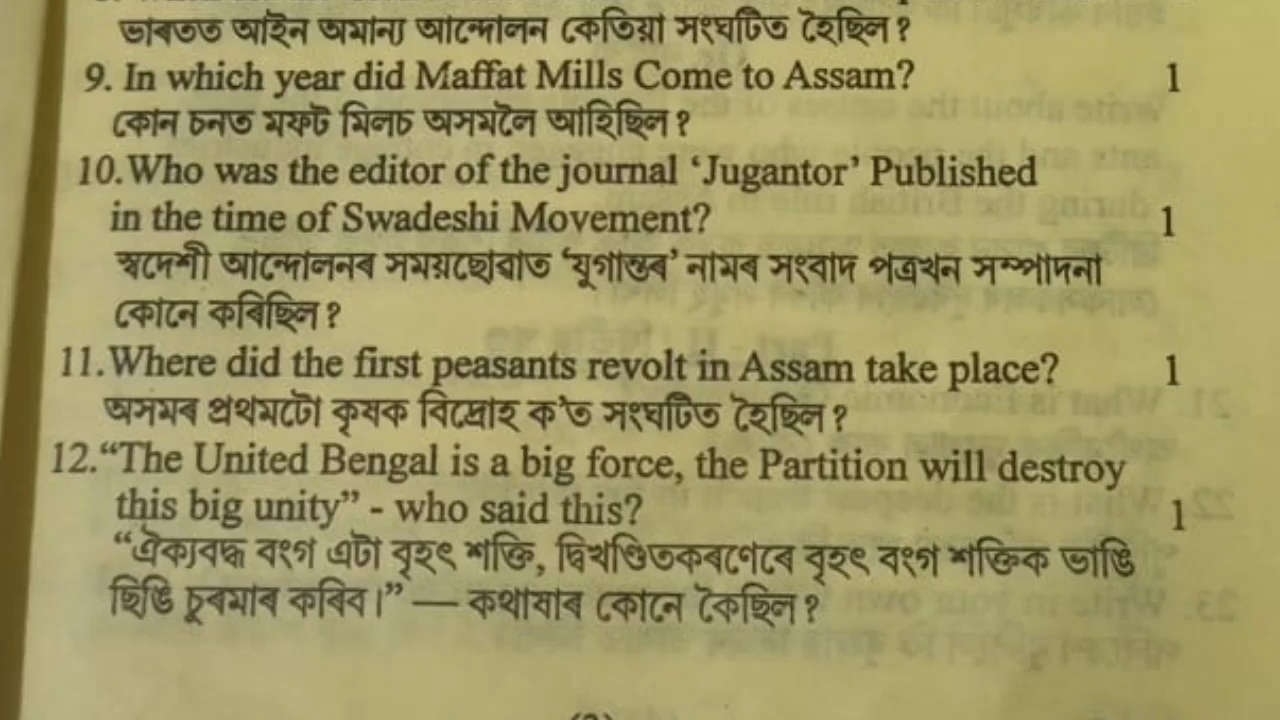 ভাৰতত আইন অমান্য আন্দোলন কেতিয়া সংঘটিত হৈছিল?
9. In which year did Maffat Mills Come to Assam? 1
কোন চনত মফট মিলচ অসমলৈ আহিছিল?
10. Who was the editor of the journal ‘Jugantor’ Published
in the time of Swadeshi Movement? 1
স্বদেশী আন্দোলনৰ সময়ছোৱাত ‘যুগান্তৰ’ নামৰ সংবাদ পত্ৰখন সম্পাদনা
কোনে কৰিছিল?
11. Where did the first peasants revolt in Assam take place? 1
অসমৰ প্ৰথমটো কৃষক বিদ্ৰোহ ক’ত সংঘটিত হৈছিল?
12. “The United Bengal is a big force, the Partition will destroy
this big unity” - who said this? 1
“ঐক্যবদ্ধ বংগ এটা বৃহৎ শক্তি, দ্বিখণ্ডিতকৰণেৰে বৃহৎ বংগ শক্তিক ভাঙি
ছিঙি চুৰমাৰ কৰিব।” — কথাষাৰ কোনে কৈছিল?